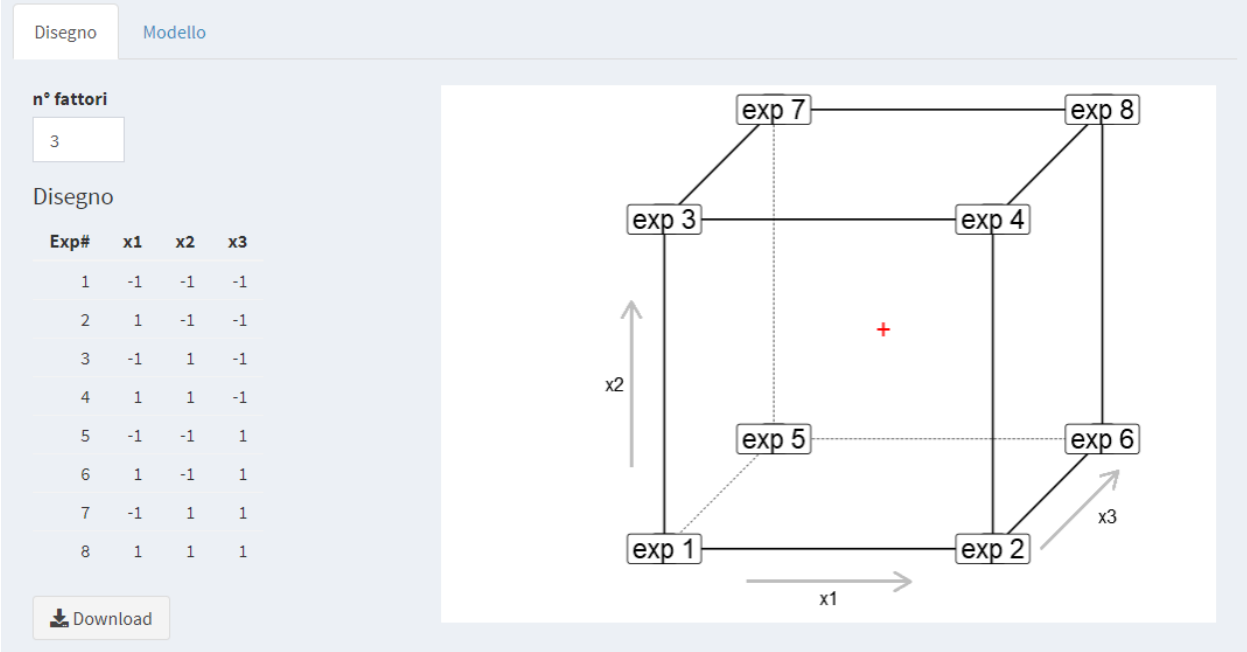 Disegno Modello
n° fattori
3
Disegno
Exp# x1 x2 x3
1 -1 -1 -1
2 1 -1 -1
3 -1 1 -1
4 1 1 -1
5 -1 -1 1
6 1 -1 1
7 -1 1 1
8 1 1 1
Download
exp 7 exp 8
exp 3 exp 4
x2
exp 5 exp 6
x3
exp 1 exp 2
x1